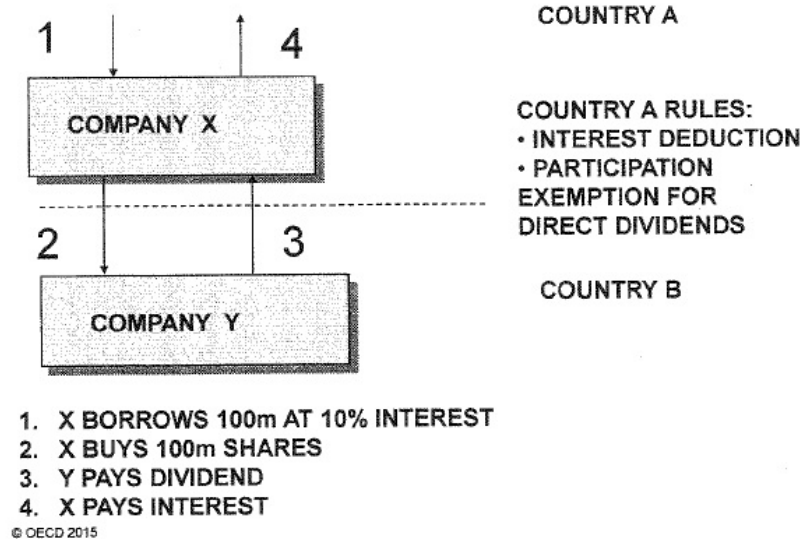 COUNTRY A
1
4
COMPANY X
COUNTRY A RULES:
• INTEREST DEDUCTION
• PARTICIPATION
EXEMPTION FOR
DIRECT DIVIDENDS
2
3
COUNTRY B
COMPANY Y
1. X BORROWS 100m AT 10% INTEREST
2. X BUYS 100m SHARES
3. Y PAYS DIVIDEND
4. X PAYS INTEREST
© OECD 2015